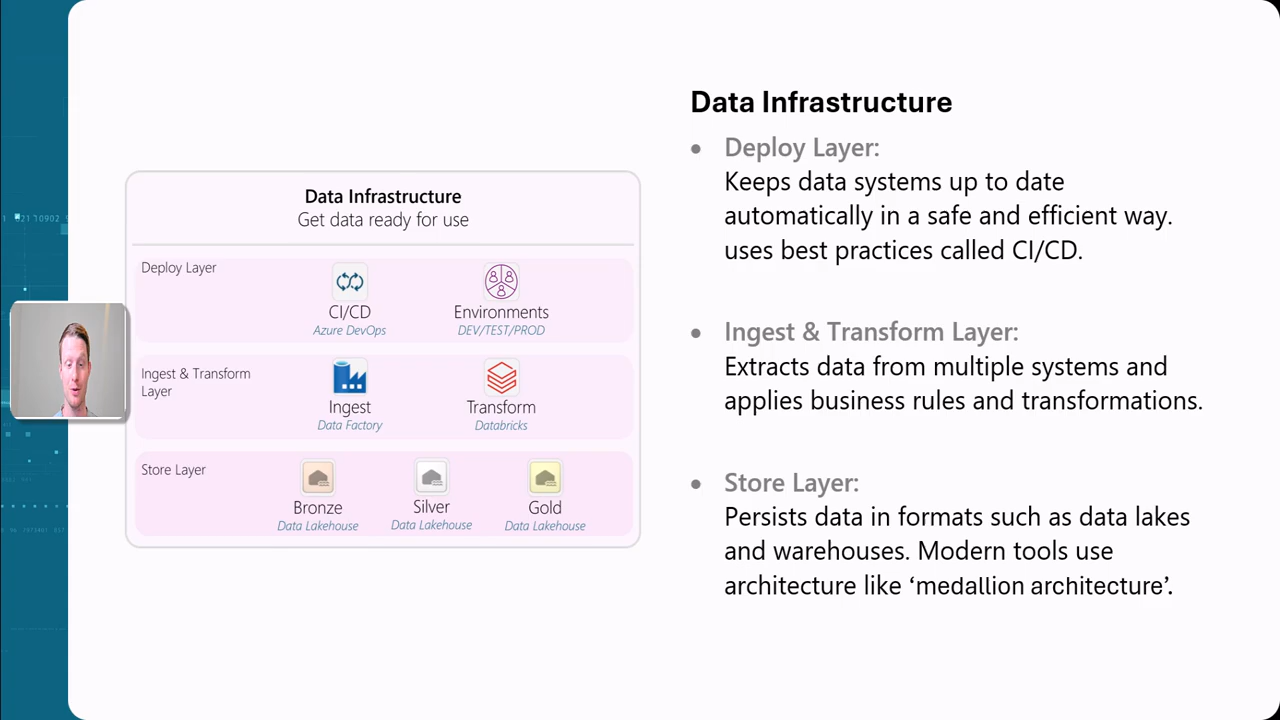 Data Infrastructure
Get data ready for use
Deploy Layer
CI/CD
Azure DevOps
Environments
DEV/TEST/PROD
Ingest & Transform
Layer
Ingest
Data Factory
Transform
Databricks
Store Layer
Bronze
Data Lakehouse
Silver
Data Lakehouse
Gold
Data Lakehouse
Data Infrastructure
• Deploy Layer:
Keeps data systems up to date
automatically in a safe and efficient way.
uses best practices called CI/CD.
• Ingest & Transform Layer:
Extracts data from multiple systems and
applies business rules and transformations.
• Store Layer:
Persists data in formats such as data lakes
and warehouses. Modern tools use
architecture like ‘medallion architecture’.